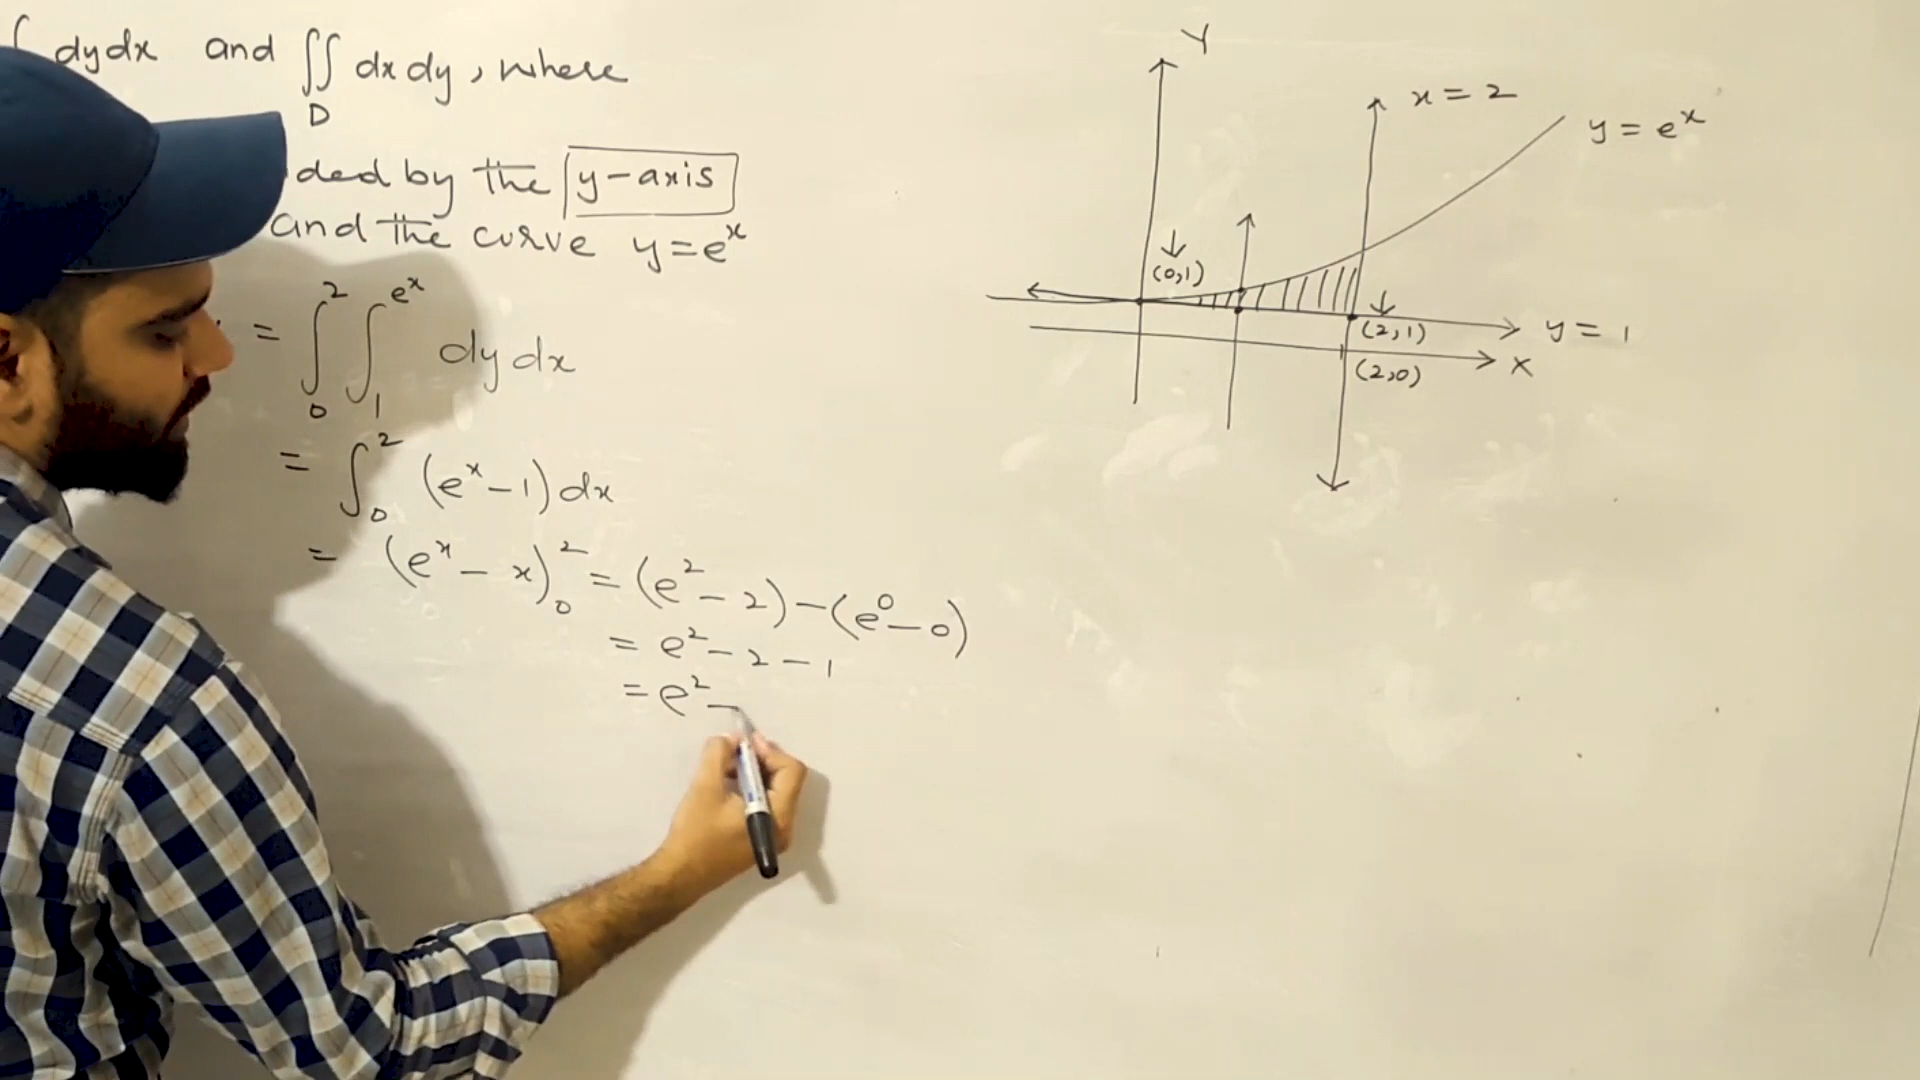 ∫ dy dx and ∬ dx dy, where
D
ded by the y-axis
and the curve y = e^x
= ∫_0^2 ∫_1^{e^x} dy dx
= ∫_0^2 (e^x - 1) dx
= (e^x - x)_0^2 = (e^2 - 2) - (e^0 - 0)
= e^2 - 2 - 1
= e^2 -
Y
x = 2
y = e^x
(0,1)
(2,1)
y = 1
(2,0)
X